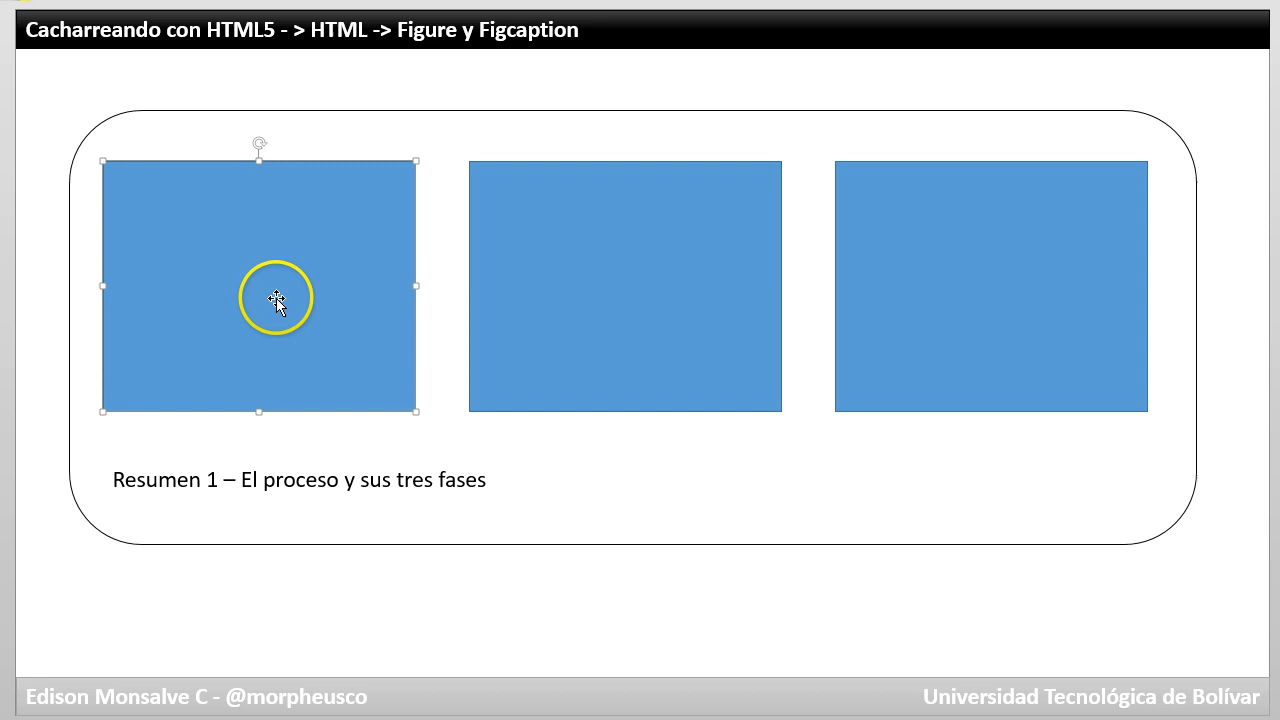 Cacharreando con HTML5 - > HTML -> Figure y Figcaption
Resumen 1 – El proceso y sus tres fases
Edison Monsalve C - @morpheusco
Universidad Tecnológica de Bolívar